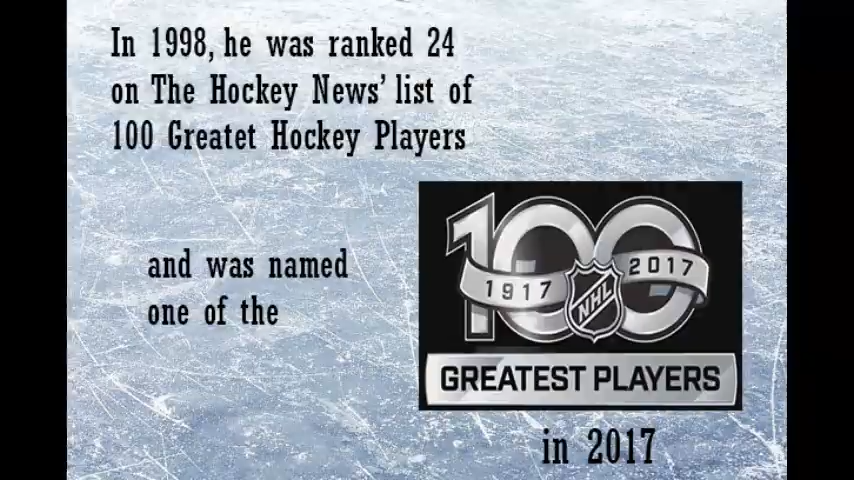 In 1998, he was ranked 24
on The Hockey News' list of
100 Greatet Hockey Players
and was named
one of the
100
1917 2017
NHL
GREATEST PLAYERS
in 2017